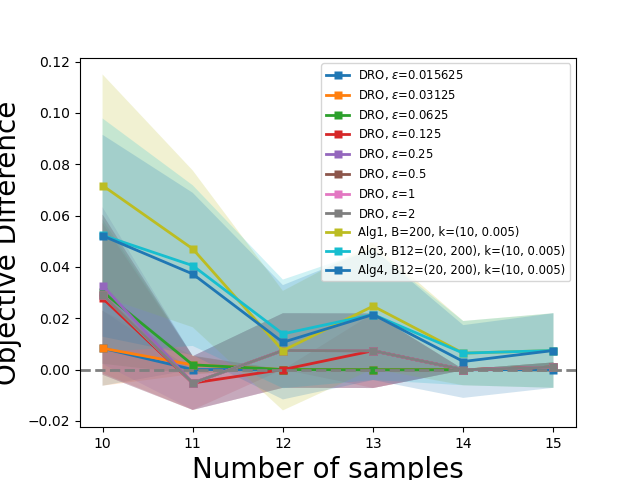 0.12
0.10
0.08
0.06
0.04
0.02
0.00
−0.02
Objective Difference
DRO, ε=0.015625
DRO, ε=0.03125
DRO, ε=0.0625
DRO, ε=0.125
DRO, ε=0.25
DRO, ε=0.5
DRO, ε=1
DRO, ε=2
Alg1, B=200, k=(10, 0.005)
Alg3, B12=(20, 200), k=(10, 0.005)
Alg4, B12=(20, 200), k=(10, 0.005)
10 11 12 13 14 15
Number of samples